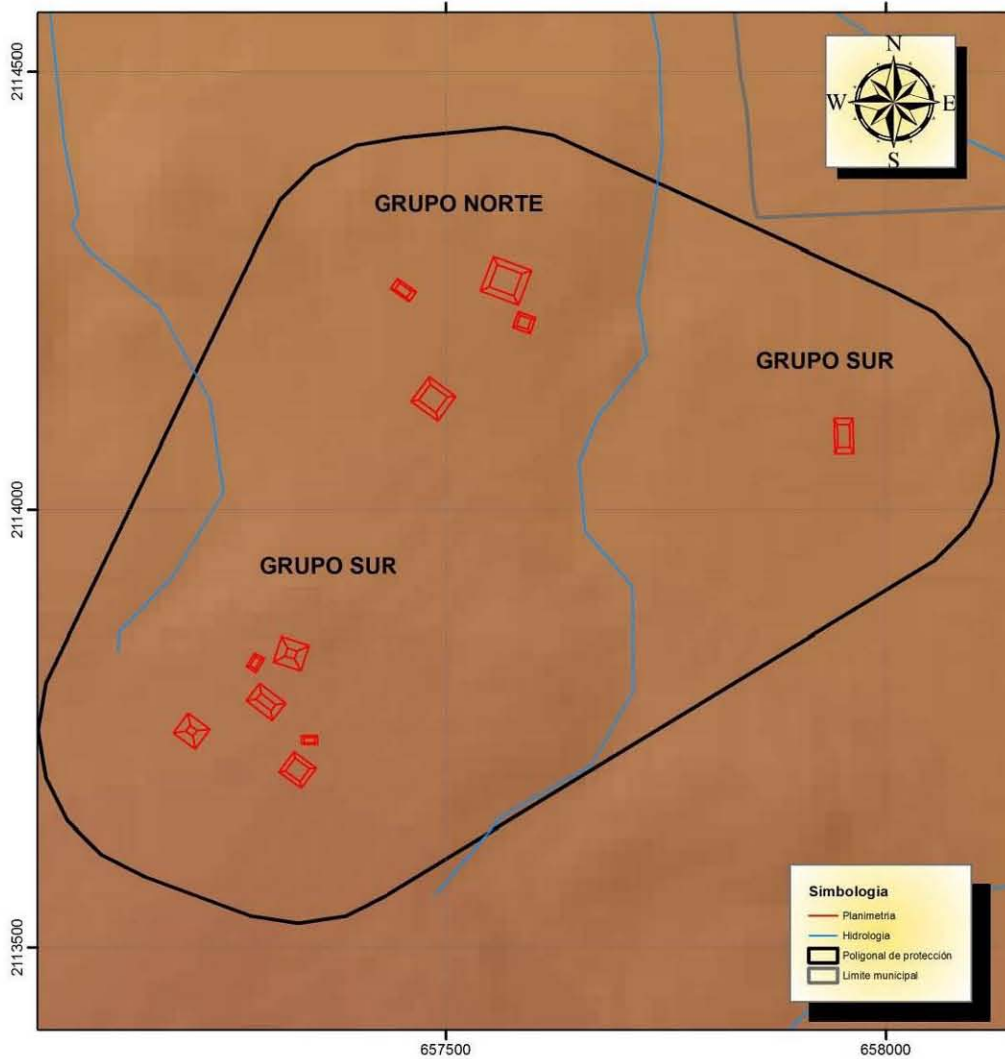 2114500
N
W E
S
GRUPO NORTE
GRUPO SUR
2114000
GRUPO SUR
2113500
Simbologia
Planimetria
Hidrologia
Poligonal de protección
Limite municipal
657500
658000